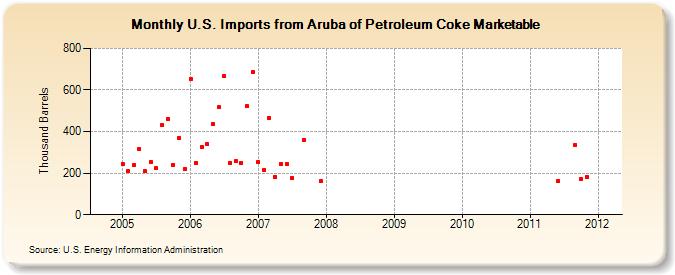 Monthly U.S. Imports from Aruba of Petroleum Coke Marketable
Thousand Barrels
800
600
400
200
0
2005 2006 2007 2008 2009 2010 2011 2012
Source: U.S. Energy Information Administration